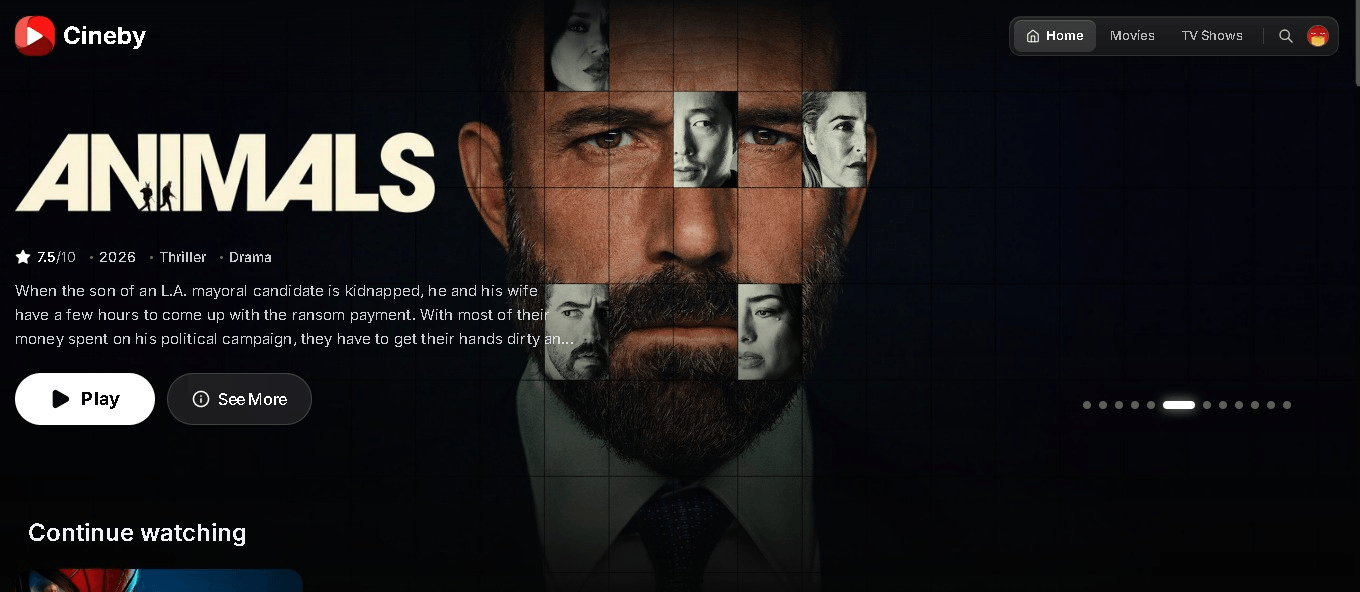 Cineby
Home
Movies
TV Shows
ANIMALS
7.5/10 • 2026 • Thriller • Drama
When the son of an L.A. mayoral candidate is kidnapped, he and his wife
have a few hours to come up with the ransom payment. With most of their
money spent on his political campaign, they have to get their hands dirty an...
Play
See More
Continue watching